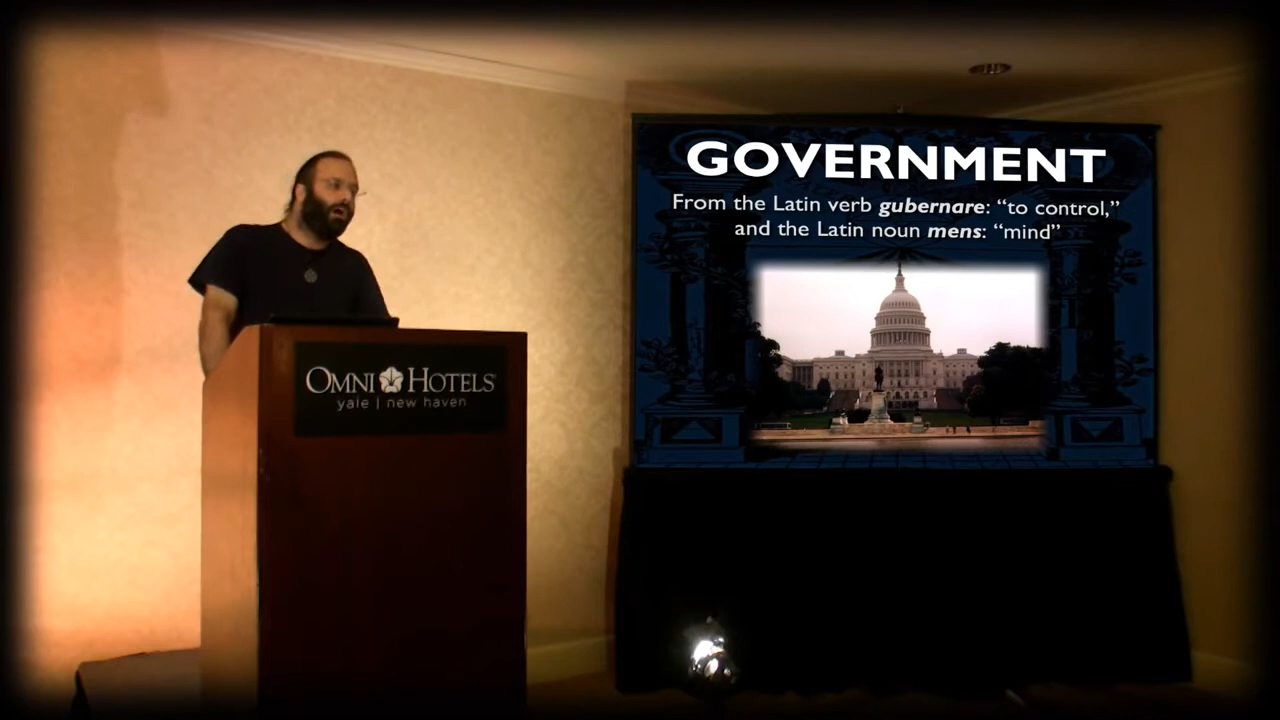 GOVERNMENT
From the Latin verb gubernare: “to control,”
and the Latin noun mens: “mind”
OMNI HOTELS
yale | new haven